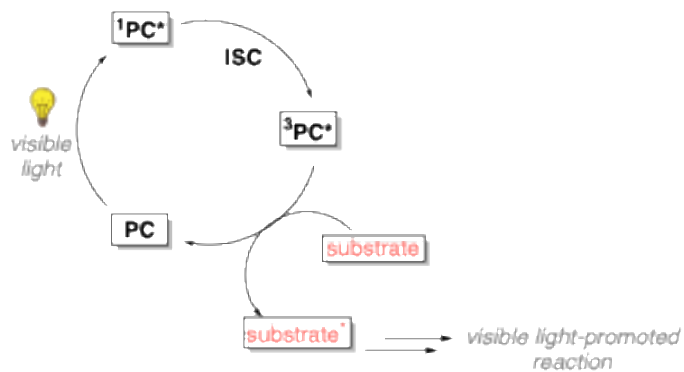 ¹PC*
ISC
³PC*
visible
light
PC
substrate
substrate*
visible light-promoted
reaction